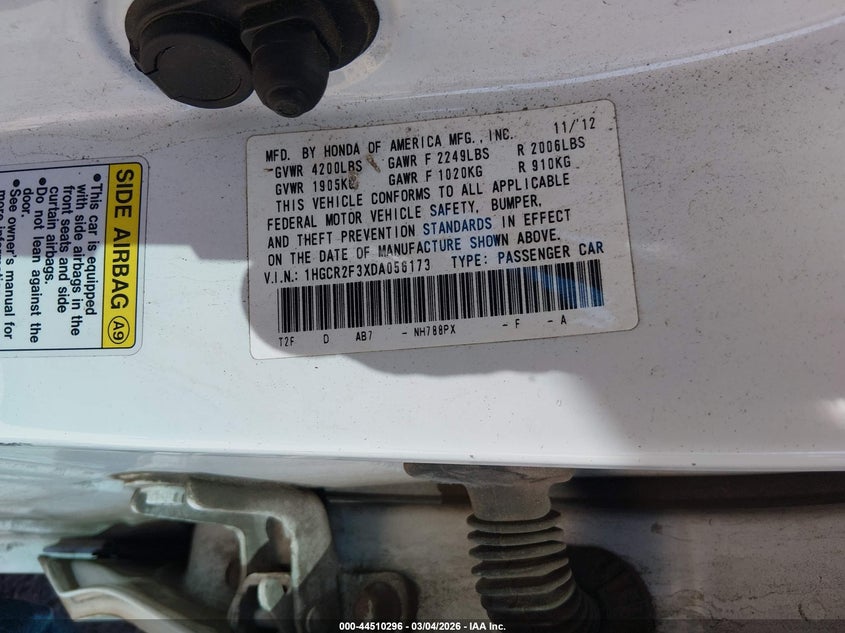 MFD. BY HONDA OF AMERICA MFG., INC. 11/'12
GVWR 4200LBS GAWR F 2249LBS R 2006LBS
GVWR 1905KG GAWR F 1020KG R 910KG
THIS VEHICLE CONFORMS TO ALL APPLICABLE
FEDERAL MOTOR VEHICLE SAFETY, BUMPER,
AND THEFT PREVENTION STANDARDS IN EFFECT
ON THE DATE OF MANUFACTURE SHOWN ABOVE.
V.I.N.: 1HGCR2F3XDA056173 TYPE: PASSENGER CAR
T2F D AB7 - NH788PX - F - A
SIDE AIRBAG A9
•This car is equipped
with side airbags in the
front seats and side
curtain airbags.
•Do not lean against the
door.
•See owner's manual for
more
000-44510296 - 03/04/2026 - IAA Inc.